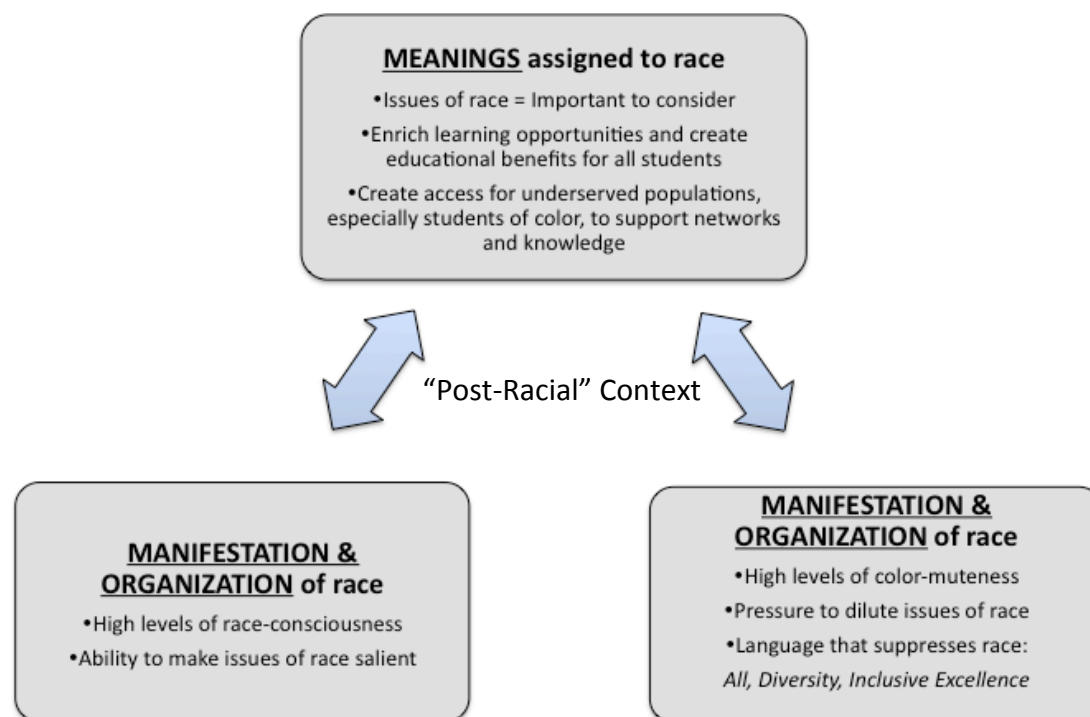 MEANINGS assigned to race
•Issues of race = Important to consider
•Enrich learning opportunities and create
educational benefits for all students
•Create access for underserved populations,
especially students of color, to support networks
and knowledge
“Post-Racial” Context
MANIFESTATION &
ORGANIZATION of race
•High levels of race-consciousness
•Ability to make issues of race salient
MANIFESTATION &
ORGANIZATION of race
•High levels of color-muteness
•Pressure to dilute issues of race
•Language that suppresses race:
All, Diversity, Inclusive Excellence